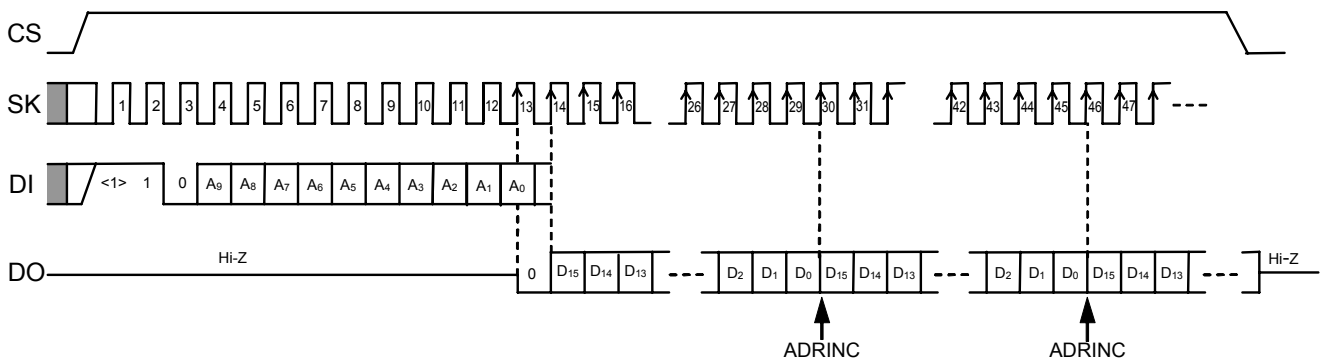 CS
SK 1 2 3 4 5 6 7 8 9 10 11 12 13 14 15 16 26 27 28 29 30 31 42 43 44 45 46 47
DI <1> 1 0 A9 A8 A7 A6 A5 A4 A3 A2 A1 A0
DO Hi-Z 0 D15 D14 D13 D2 D1 D0 D15 D14 D13 D2 D1 D0 D15 D14 D13 Hi-Z
ADRINC ADRINC